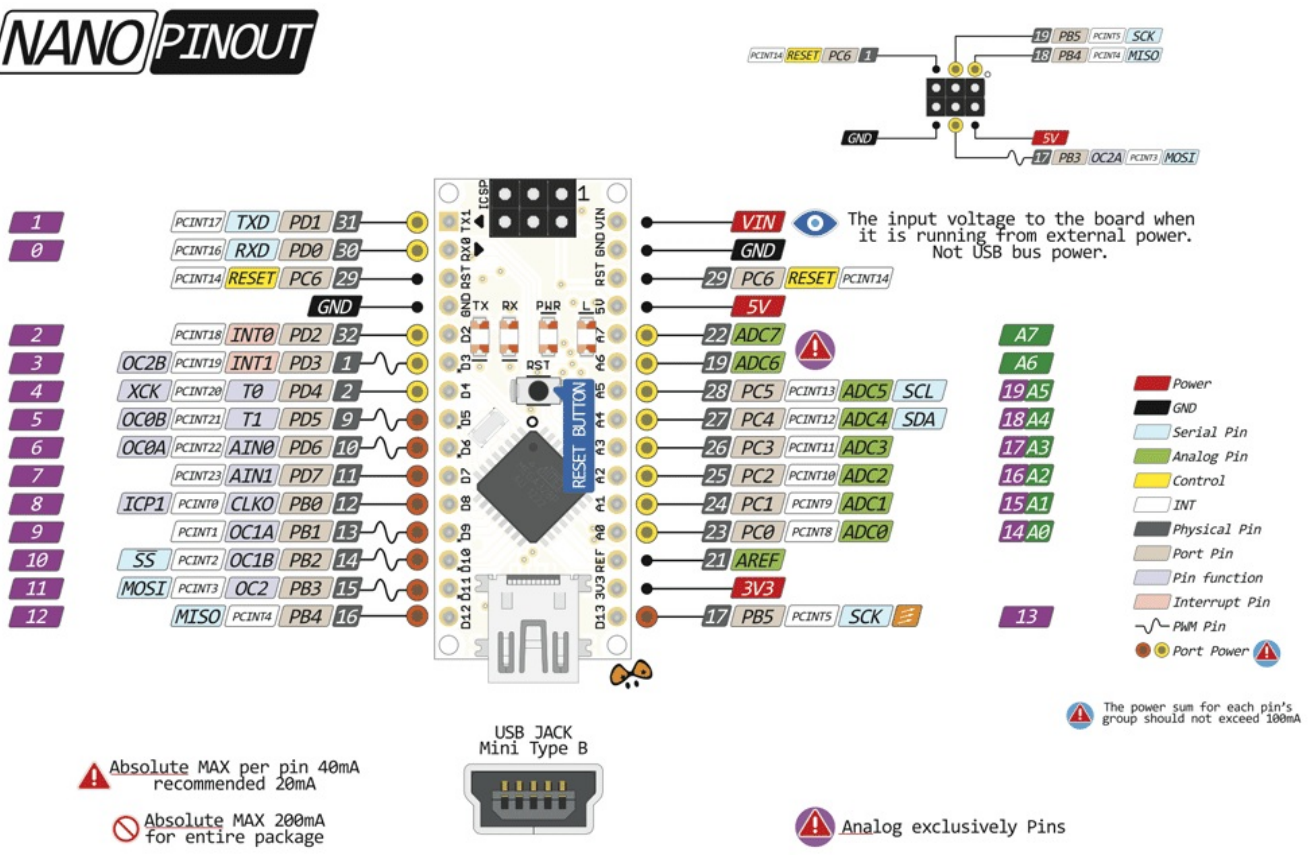 NANO PINOUT
19 PB5 PCINT5 SCK
PCINT14 RESET PC6 1
18 PB4 PCINT4 MISO
GND
5V
17 PB3 OC2A PCINT3 MOSI
ICSP
1
1 PCINT17 TXD PD1 31 TX1 VIN VIN
The input voltage to the board when
it is running from external power.
Not USB bus power.
0 PCINT16 RXD PD0 30 RX0 GND GND
PCINT14 RESET PC6 29 RST RST 29 PC6 RESET PCINT14
GND GND 5V 5V
TX RX PWR L
2 PCINT18 INT0 PD2 32 D2 A7 22 ADC7 A7
3 OC2B PCINT19 INT1 PD3 1 D3 A6 19 ADC6 A6
RST
RESET BUTTON
4 XCK PCINT20 T0 PD4 2 D4 A5 28 PC5 PCINT13 ADC5 SCL 19 A5
5 OC0B PCINT21 T1 PD5 9 D5 A4 27 PC4 PCINT12 ADC4 SDA 18 A4
6 OC0A PCINT22 AIN0 PD6 10 D6 A3 26 PC3 PCINT11 ADC3 17 A3
7 PCINT23 AIN1 PD7 11 D7 A2 25 PC2 PCINT10 ADC2 16 A2
8 ICP1 PCINT0 CLKO PB0 12 D8 A1 24 PC1 PCINT9 ADC1 15 A1
9 PCINT1 OC1A PB1 13 D9 A0 23 PC0 PCINT8 ADC0 14 A0
10 SS PCINT2 OC1B PB2 14 D10 REF 21 AREF
11 MOSI PCINT3 OC2 PB3 15 D11 3V3 3V3
12 MISO PCINT4 PB4 16 D12 D13 17 PB5 PCINT5 SCK 13
Power
GND
Serial Pin
Analog Pin
Control
INT
Physical Pin
Port Pin
Pin function
Interrupt Pin
PWM Pin
Port Power
The power sum for each pin's
group should not exceed 100mA
USB JACK
Mini Type B
Absolute MAX per pin 40mA
recommended 20mA
Absolute MAX 200mA
for entire package
Analog exclusively Pins